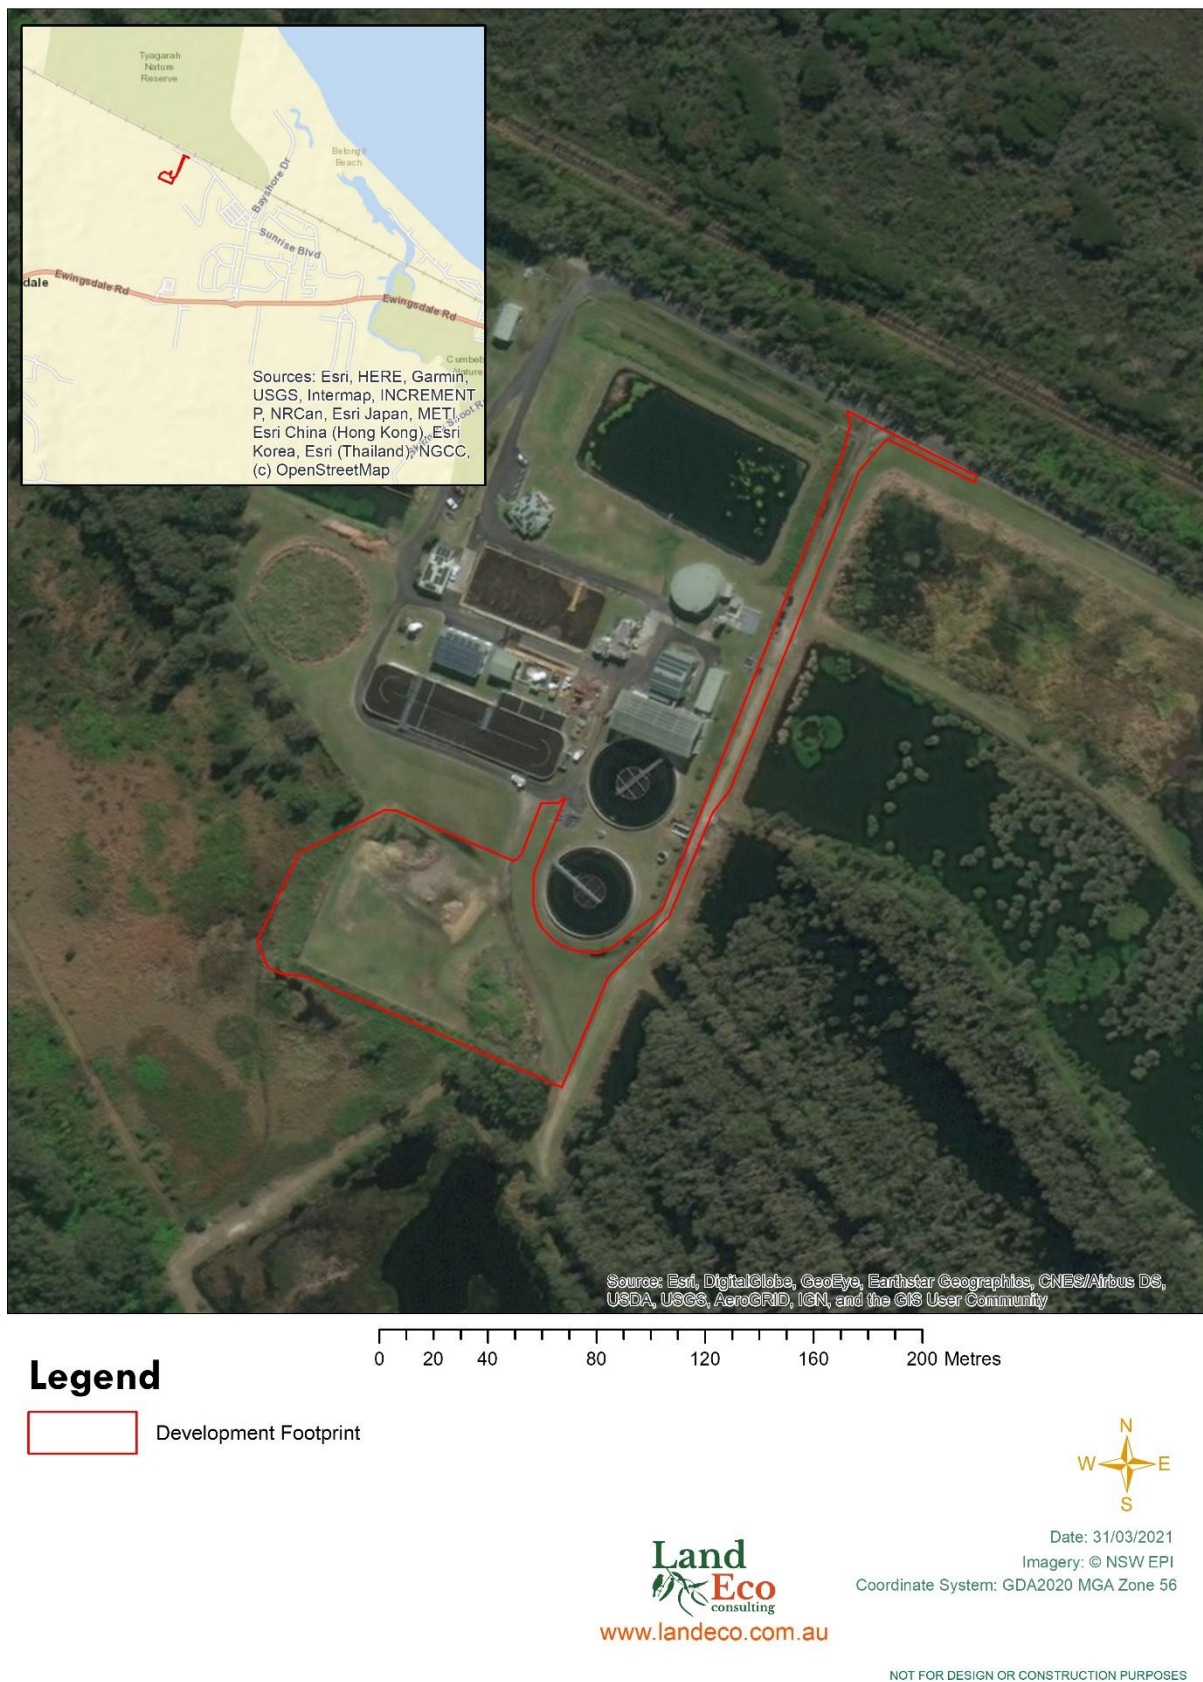 Tyagarah
Nature
Reserve
Belongil
Beach
Bayshore Dr
Sunrise Blvd
dale
Ewingsdale Rd
Ewingsdale Rd
Cumbeb
Nature
Sources: Esri, HERE, Garmin,
USGS, Intermap, INCREMENT
P, NRCan, Esri Japan, METI,
Esri China (Hong Kong), Esri
Korea, Esri (Thailand), NGCC,
(c) OpenStreetMap
Source: Esri, DigitalGlobe, GeoEye, Earthstar Geographics, CNES/Airbus DS,
USDA, USGS, AeroGRID, IGN, and the GIS User Community
0 20 40 80 120 160 200 Metres
Legend
Development Footprint
N
W E
S
Date: 31/03/2021
Imagery: © NSW EPI
Coordinate System: GDA2020 MGA Zone 56
Land
Eco
consulting
www.landeco.com.au
NOT FOR DESIGN OR CONSTRUCTION PURPOSES